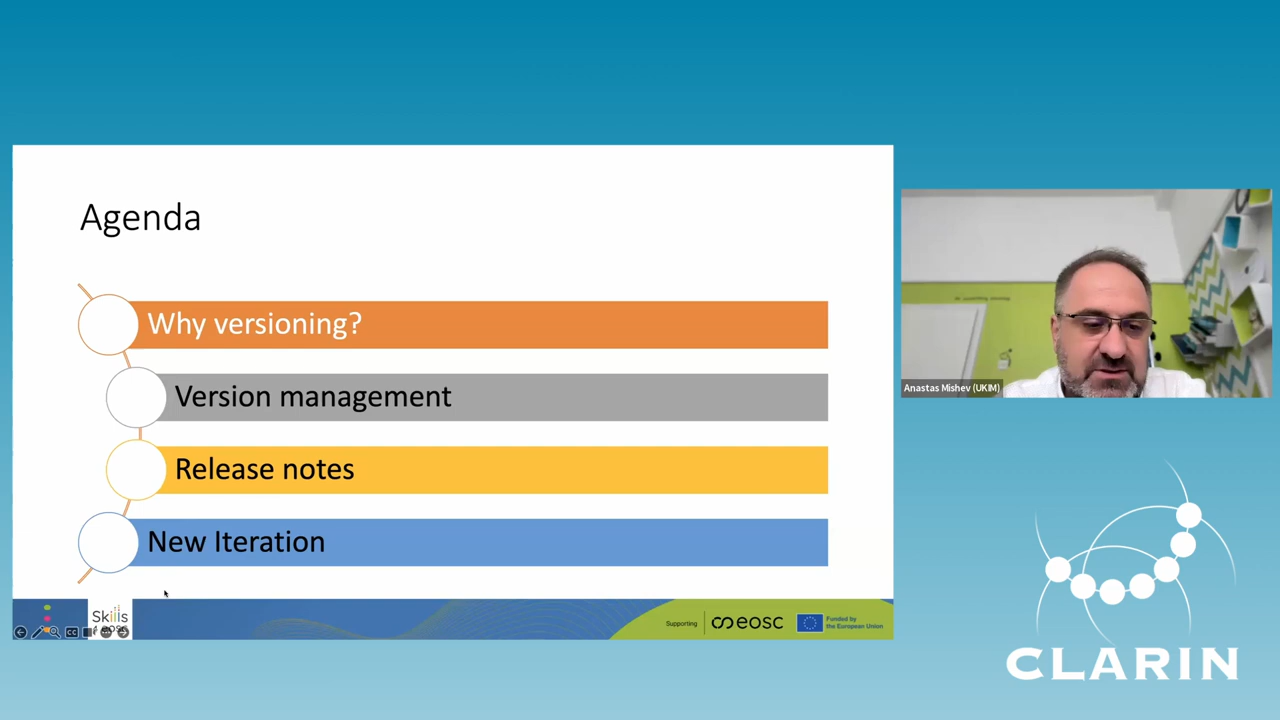 Agenda
Why versioning?
Version management
Release notes
New Iteration
Skills
Supporting
eosc
Funded by
the European Union
Anastas Mishev (UKIM)
CLARIN